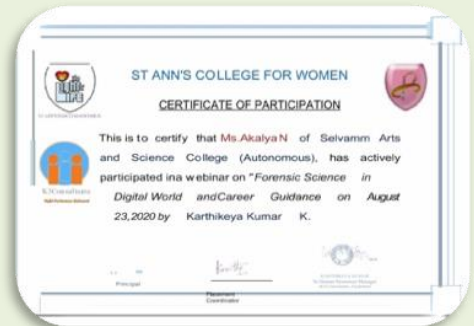 ST ANN'S COLLEGE FOR WOMEN
CERTIFICATE OF PARTICIPATION
This is to certify that Ms.Akalya N of Selvamm Arts
and Science College (Autonomous), has actively
participated ina webinar on "Forensic Science in
Digital World andCareer Guidance on August
23,2020 by Karthikeya Kumar K.
Principal
Placement
Coordinator